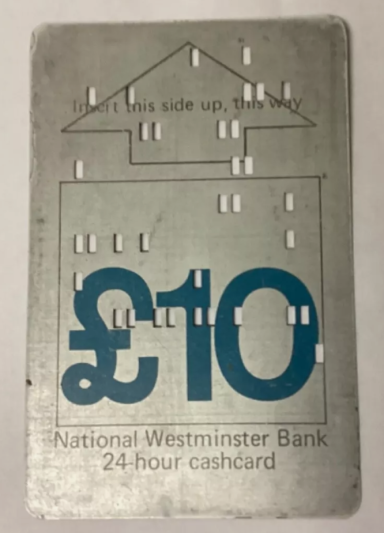 Insert this side up, this way
£10
National Westminster Bank
24-hour cashcard